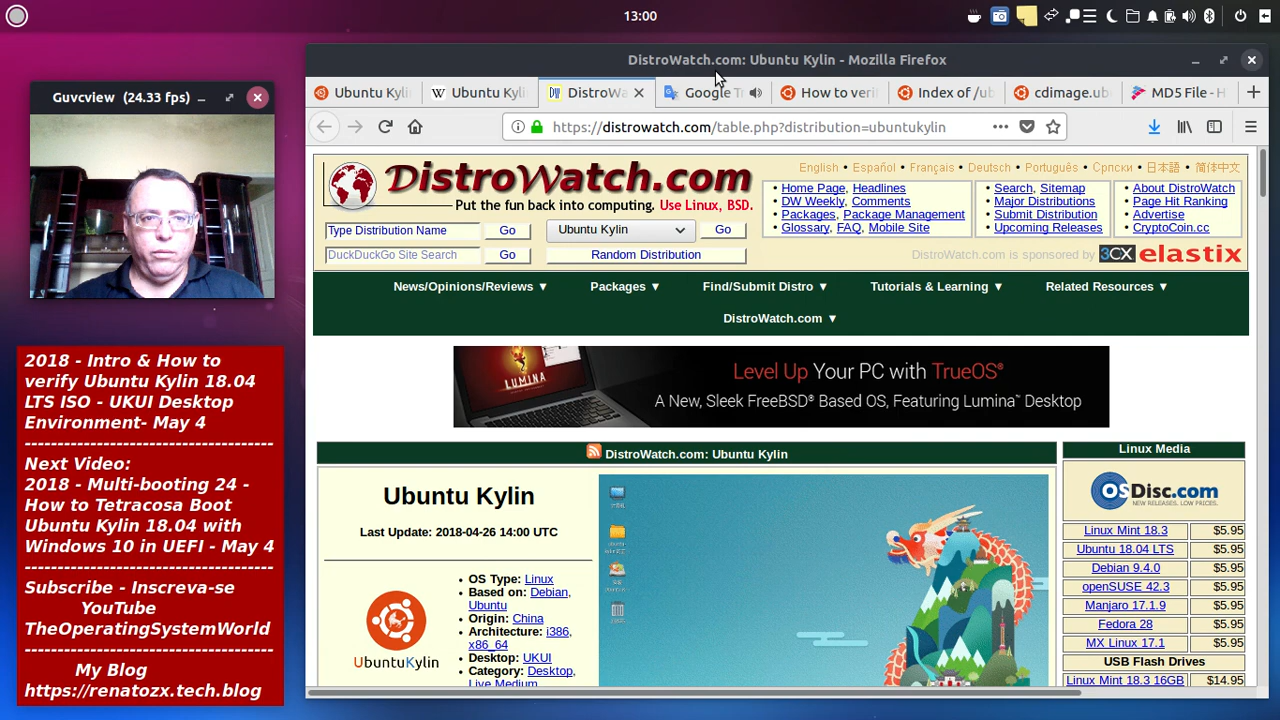 13:00
DistroWatch.com: Ubuntu Kylin - Mozilla Firefox
Guvcview (24.33 fps)
Ubuntu Kyli
Ubuntu Kyli
DistroWa
Google Tr
How to veri
Index of /ub
cdimage.ub
MD5 File - H
https://distrowatch.com/table.php?distribution=ubuntukylin
DistroWatch.com
Put the fun back into computing. Use Linux, BSD.
English • Español • Français • Deutsch • Português • Српски • 日本語 • 简体中文
Type Distribution Name
Go
Ubuntu Kylin
Go
DuckDuckGo Site Search
Go
Random Distribution
• Home Page, Headlines
• DW Weekly, Comments
• Packages, Package Management
• Glossary, FAQ, Mobile Site
• Search, Sitemap
• Major Distributions
• Submit Distribution
• Upcoming Releases
• About DistroWatch
• Page Hit Ranking
• Advertise
• CryptoCoin.cc
DistroWatch.com is sponsored by 3CX elastix
News/Opinions/Reviews ▼
Packages ▼
Find/Submit Distro ▼
Tutorials & Learning ▼
Related Resources ▼
DistroWatch.com ▼
LUMINA
Level Up Your PC with TrueOS®
A New, Sleek FreeBSD® Based OS, Featuring Lumina™ Desktop
DistroWatch.com: Ubuntu Kylin
Ubuntu Kylin
Last Update: 2018-04-26 14:00 UTC
UbuntuKylin
• OS Type: Linux
• Based on: Debian,
Ubuntu
• Origin: China
• Architecture: i386,
x86_64
• Desktop: UKUI
• Category: Desktop,
Live Medium
Linux Media
OSDisc.com
NEW RELEASES. LOW PRICES.
Linux Mint 18.3 $5.95
Ubuntu 18.04 LTS $5.95
Debian 9.4.0 $5.95
openSUSE 42.3 $5.95
Manjaro 17.1.9 $5.95
Fedora 28 $5.95
MX Linux 17.1 $5.95
USB Flash Drives
Linux Mint 18.3 16GB $14.95
2018 - Intro & How to
verify Ubuntu Kylin 18.04
LTS ISO - UKUI Desktop
Environment- May 4
-------------------------------------
Next Video:
2018 - Multi-booting 24 -
How to Tetracosa Boot
Ubuntu Kylin 18.04 with
Windows 10 in UEFI - May 4
-------------------------------------
Subscribe - Inscreva-se
YouTube
TheOperatingSystemWorld
-------------------------------------
My Blog
https://renatozx.tech.blog